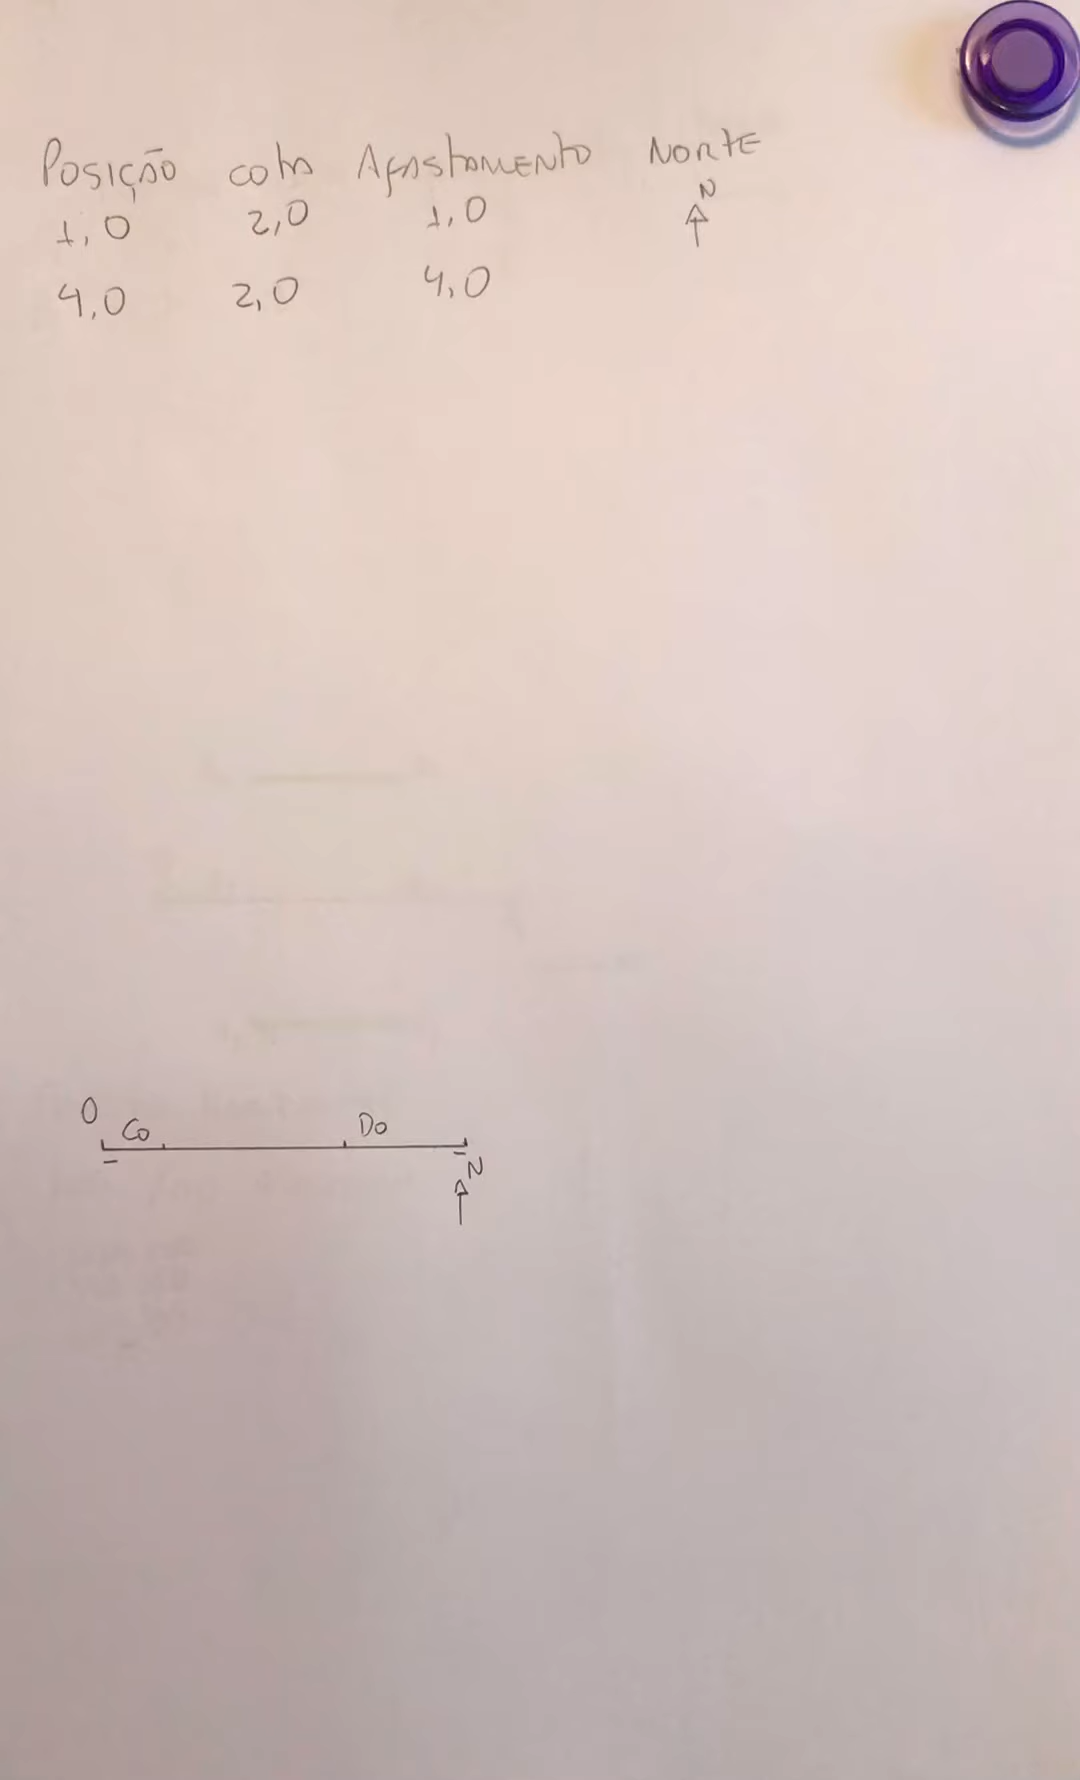 Posição cota Afastamento Norte
1,0 2,0 1,0 N
4,0 2,0 4,0
0 Co Do
N